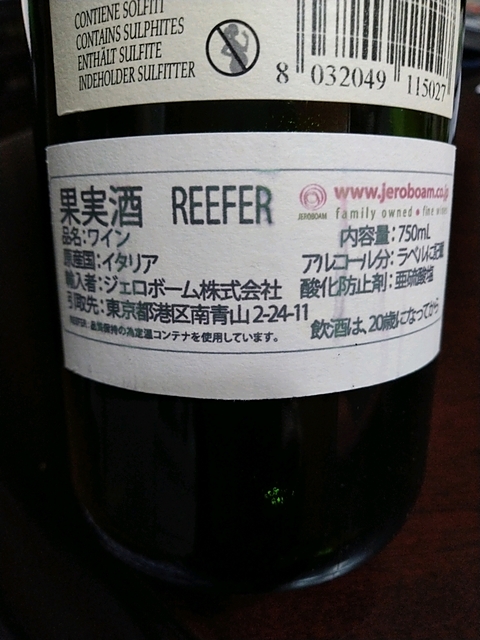 CONTIENE SOLFITI
CONTAINS SULPHITES
ENTHÄLT SULFITE
INDEHOLDER SULFITTER
8 032049 115027
果実酒 REEFER
JEROBOAM
www.jeroboam.co.jp
family owned • fine wines
品名:ワイン
内容量:750mL
原産国:イタリア
アルコール分:ラベルに記載
輸入者:ジェロボーム株式会社
酸化防止剤:亜硫酸塩
引取先:東京都港区南青山2-24-11
飲酒は、20歳になってから
REEFER:品質保持の為定温コンテナを使用しています。